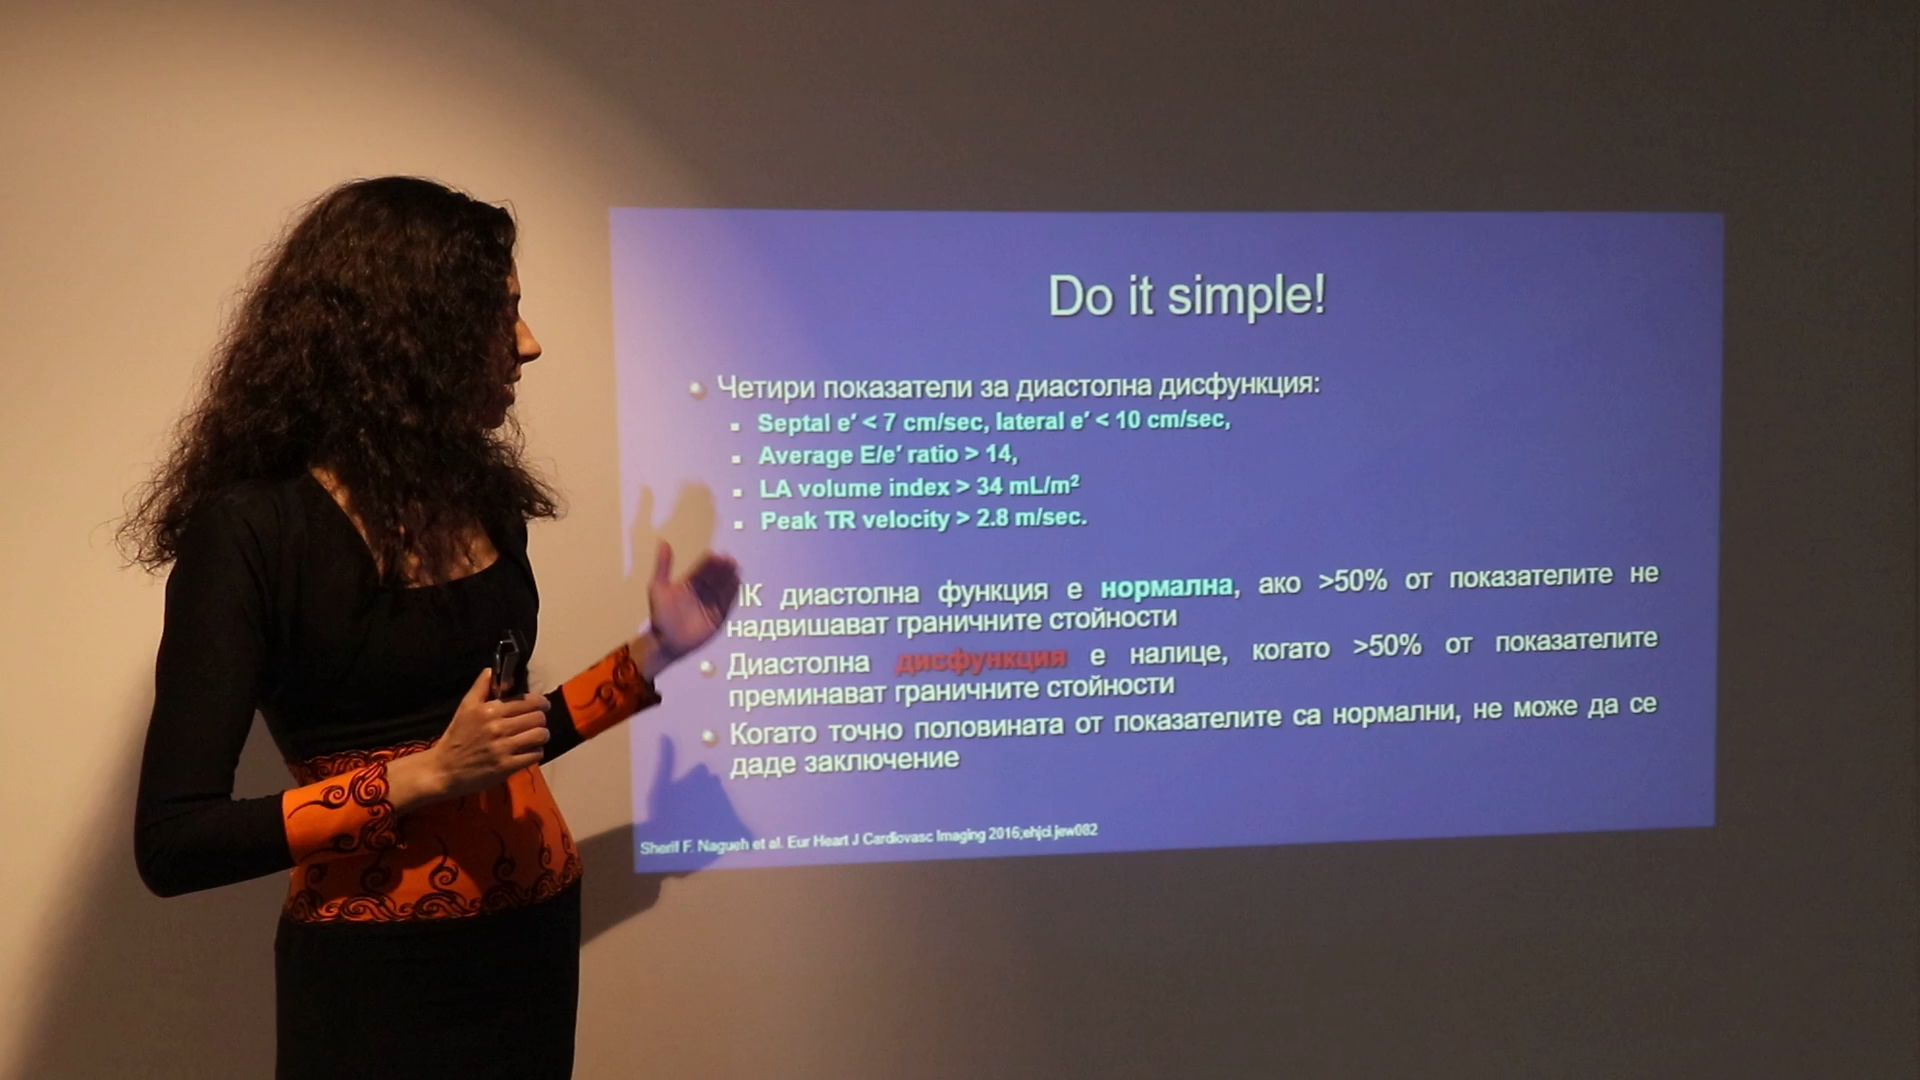 Do it simple!
Четири показатели за диастолна дисфункция:
Septal e′ < 7 cm/sec, lateral e′ < 10 cm/sec,
Average E/e′ ratio > 14,
LA volume index > 34 mL/m²
Peak TR velocity > 2.8 m/sec.
диастолна функция е нормална, ако >50% от показателите не
надвишават граничните стойности
Диастолна дисфункция е налице, когато >50% от показателите
преминават граничните стойности
Когато точно половината от показателите са нормални, не може да се
даде заключение
Sherif F. Nagueh et al. Eur Heart J Cardiovasc Imaging 2016;ehjci.jew082